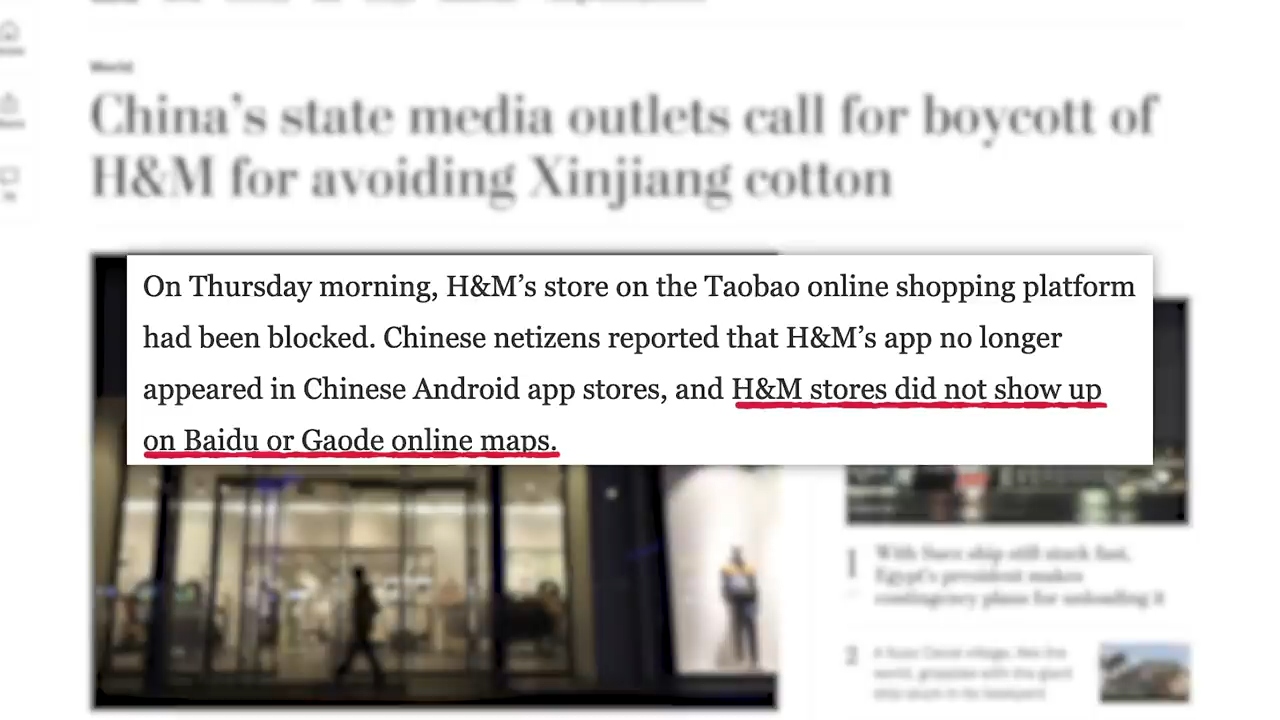 World
China’s state media outlets call for boycott of
H&M for avoiding Xinjiang cotton
On Thursday morning, H&M’s store on the Taobao online shopping platform
had been blocked. Chinese netizens reported that H&M’s app no longer
appeared in Chinese Android app stores, and H&M stores did not show up
on Baidu or Gaode online maps.
1
With Suez ship still stuck fast,
Egypt’s president makes
contingency plans for unloading it
2